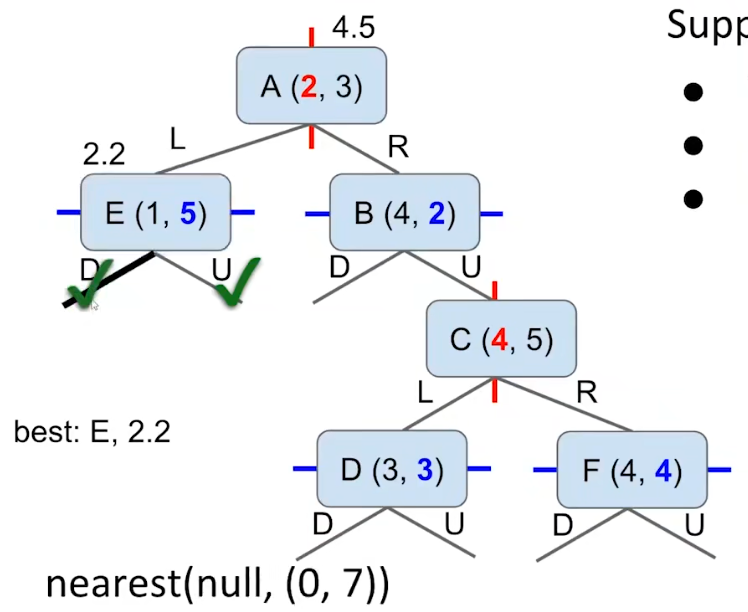 4.5
Supp
A (2, 3)
L
R
2.2
E (1, 5)
B (4, 2)
D
U
D
U
C (4, 5)
L
R
best: E, 2.2
D (3, 3)
F (4, 4)
D
U
D
U
nearest(null, (0, 7))